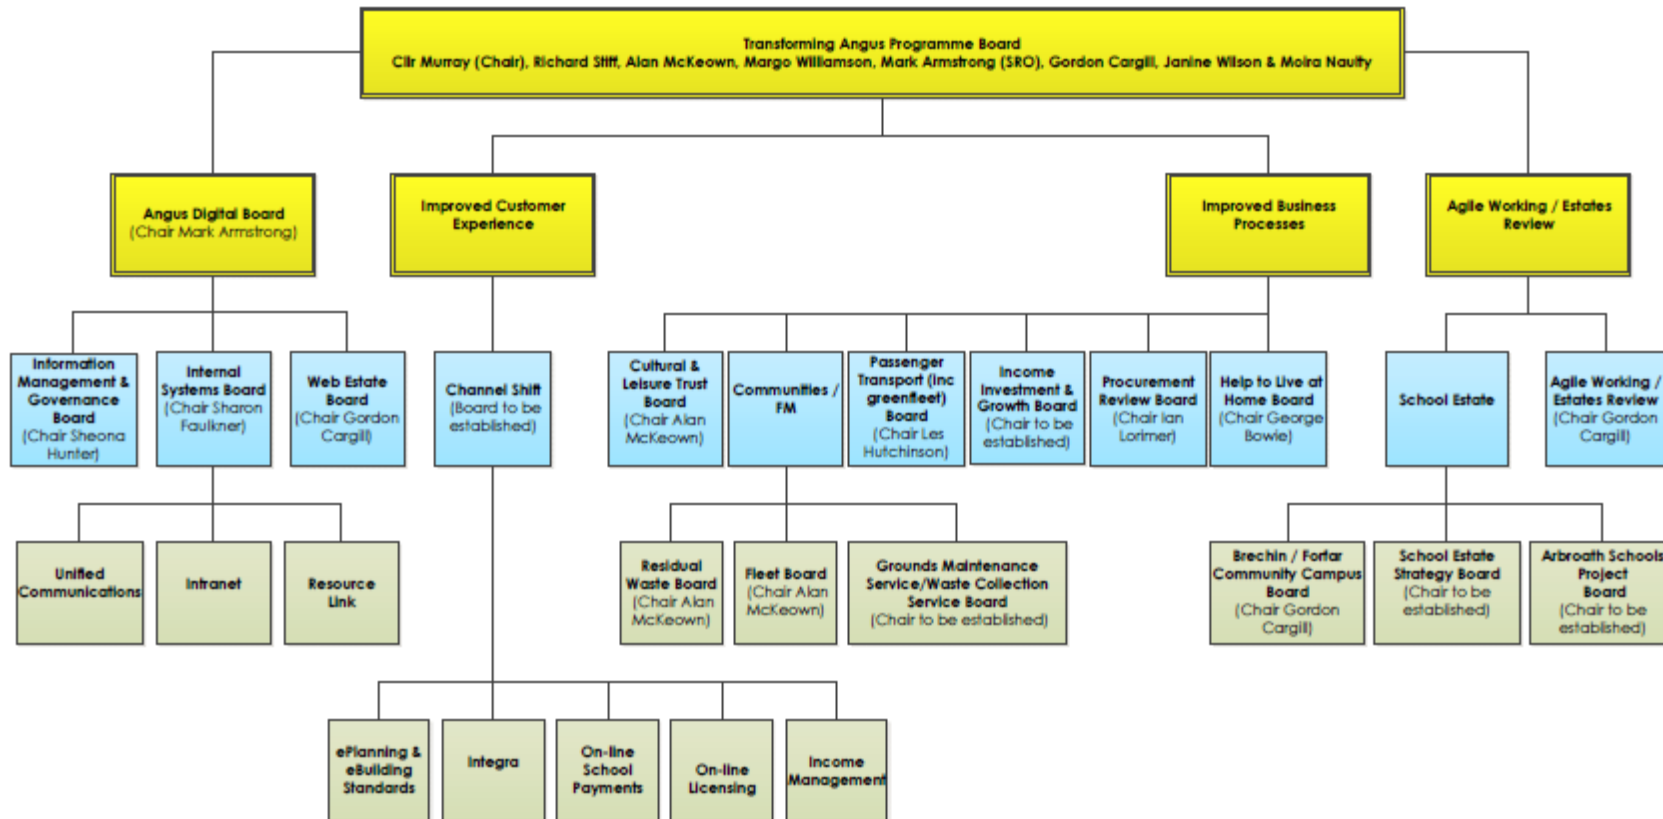 Transforming Angus Programme Board
Cllr Murray (Chair), Richard Stiff, Alan McKeown, Margo Williamson, Mark Armstrong (SRO), Gordon Cargill, Janine Wilson & Moira Naulty
Angus Digital Board
(Chair Mark Armstrong)
Improved Customer
Experience
Improved Business
Processes
Agile Working / Estates
Review
Information
Management &
Governance
Board
(Chair Sheona
Hunter)
Internal
Systems Board
(Chair Sharon
Faulkner)
Web Estate
Board
(Chair Gordon
Cargill)
Channel Shift
(Board to be
established)
Cultural &
Leisure Trust
Board
(Chair Alan
McKeown)
Communities /
FM
Passenger
Transport (inc
greenfleet)
Board
(Chair Les
Hutchinson)
Income
Investment &
Growth Board
(Chair to be
established)
Procurement
Review Board
(Chair Ian
Lorimer)
Help to Live at
Home Board
(Chair George
Bowie)
School Estate
Agile Working /
Estates Review
(Chair Gordon
Cargill)
Unified
Communications
Intranet
Resource
Link
Residual
Waste Board
(Chair Alan
McKeown)
Fleet Board
(Chair Alan
McKeown)
Grounds Maintenance
Service/Waste Collection
Service Board
(Chair to be established)
Brechin / Forfar
Community Campus
Board
(Chair Gordon
Cargill)
School Estate
Strategy Board
(Chair to be
established)
Arbroath Schools
Project
Board
(Chair to be
established)
ePlanning &
eBuilding
Standards
Integra
On-line
School
Payments
On-line
Licensing
Income
Management